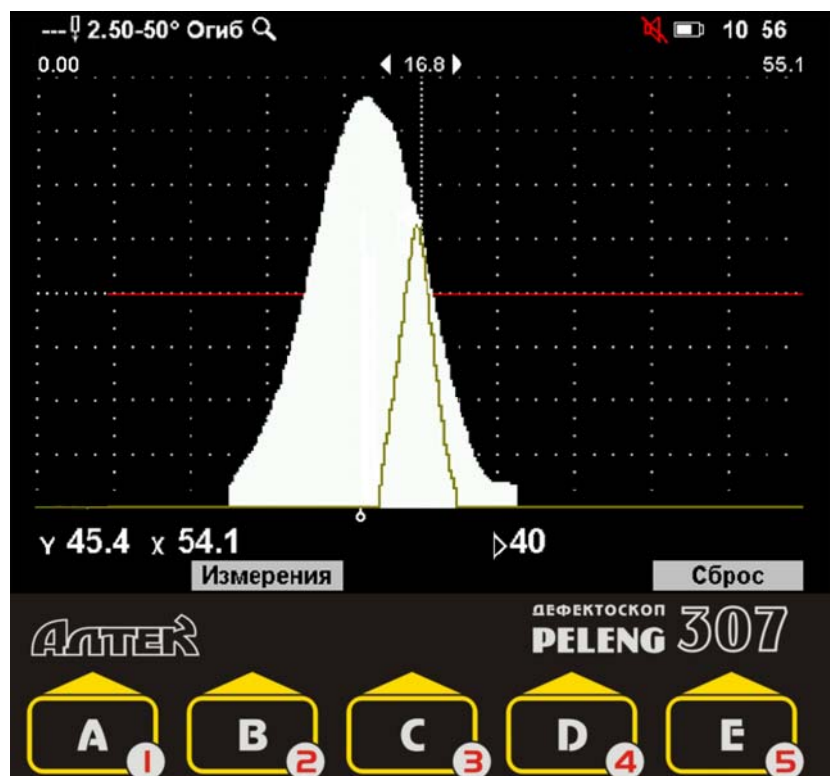 --- 2.50-50° Огиб 10 56
0.00 16.8 55.1
Y 45.4 X 54.1 40
Измерения Сброс
АЛТЕК ДЕФЕКТОСКОП PELENG 307
A 1 B 2 C 3 D 4 E 5